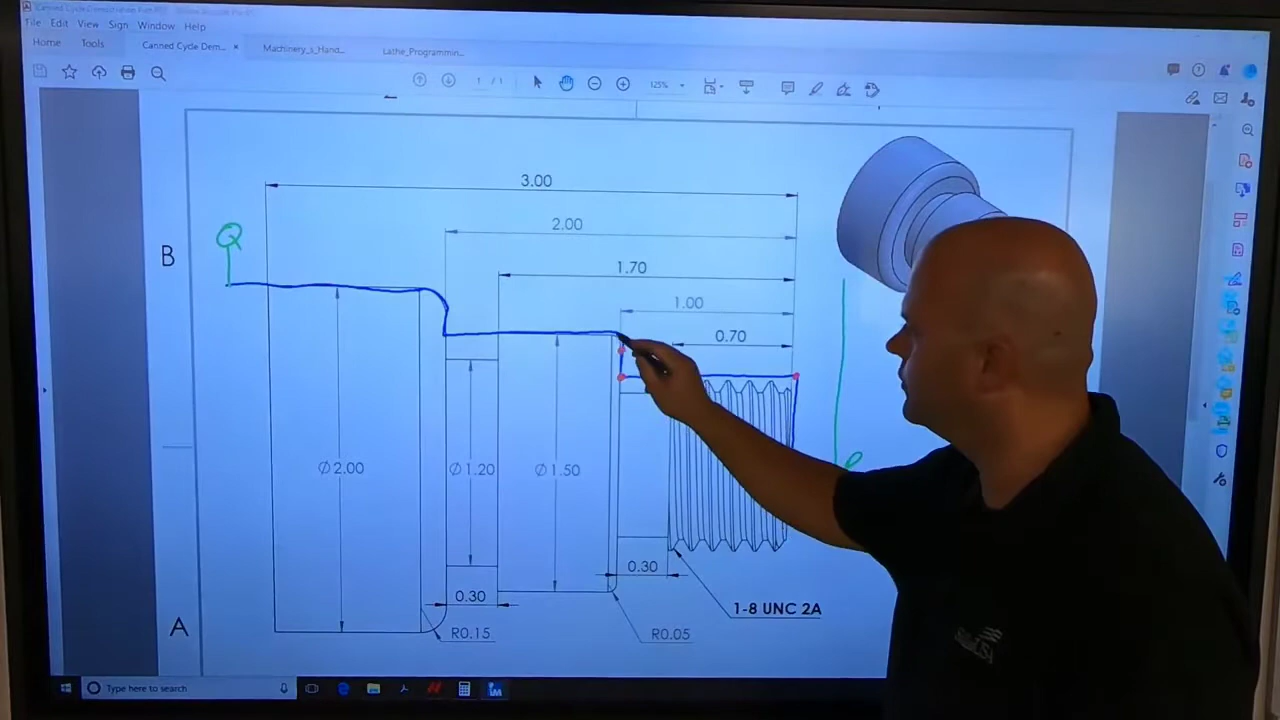 File Edit View Sign Window Help
Home Tools Canned Cycle Dem... × Machinery_s_Hand... Lathe_Programmin...
1 / 1 125%
3.00
2.00
Q
B
1.70
1.00
0.70
Ø2.00
Ø1.20
Ø1.50
0.30
0.30
1-8 UNC 2A
A
R0.15
R0.05
Type here to search